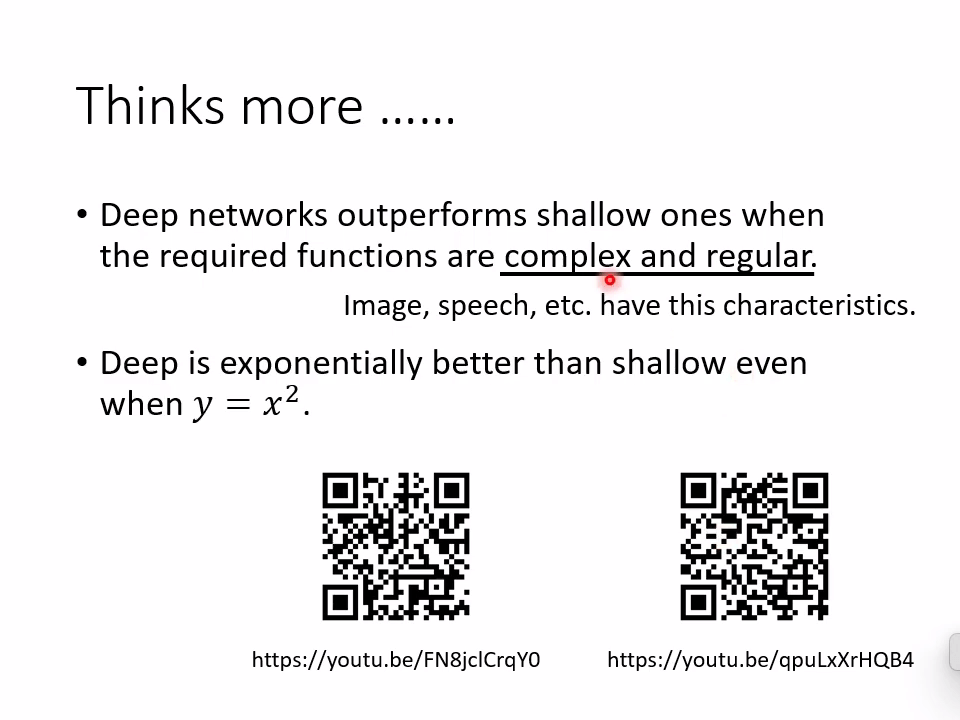 Thinks more ……
• Deep networks outperforms shallow ones when
the required functions are complex and regular.
Image, speech, etc. have this characteristics.
• Deep is exponentially better than shallow even
when y = x².
https://youtu.be/FN8jclCrqY0
https://youtu.be/qpuLxXrHQB4